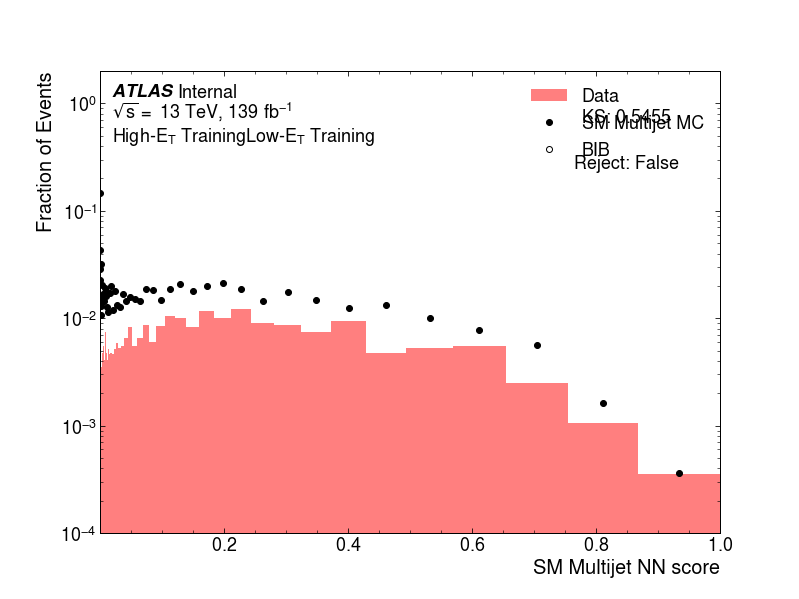 ATLAS Internal
√s = 13 TeV, 139 fb⁻¹
High-E_T TrainingLow-E_T Training
Data
KS: 0.5455
SM Multijet MC
BIB
Reject: False
Fraction of Events
10⁰
10⁻¹
10⁻²
10⁻³
10⁻⁴
0.2 0.4 0.6 0.8 1.0
SM Multijet NN score